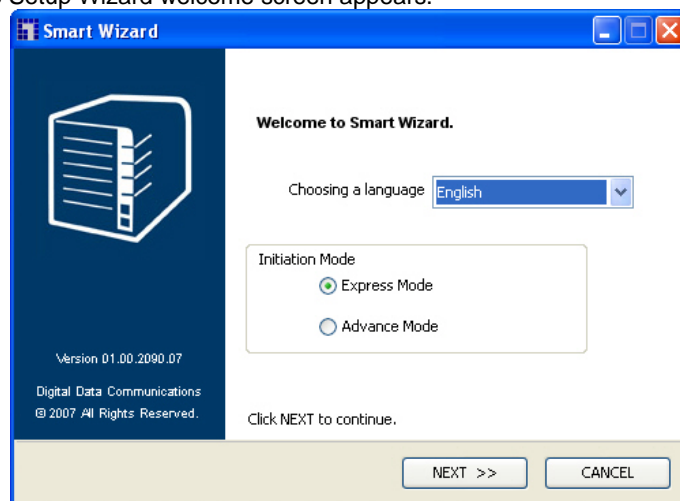 Setup Wizard welcome screen appears.
Smart Wizard
Welcome to Smart Wizard.
Choosing a language English
Initiation Mode
Express Mode
Advance Mode
Version 01.00.2090.07
Digital Data Communications
@ 2007 All Rights Reserved.
Click NEXT to continue.
NEXT >>
CANCEL